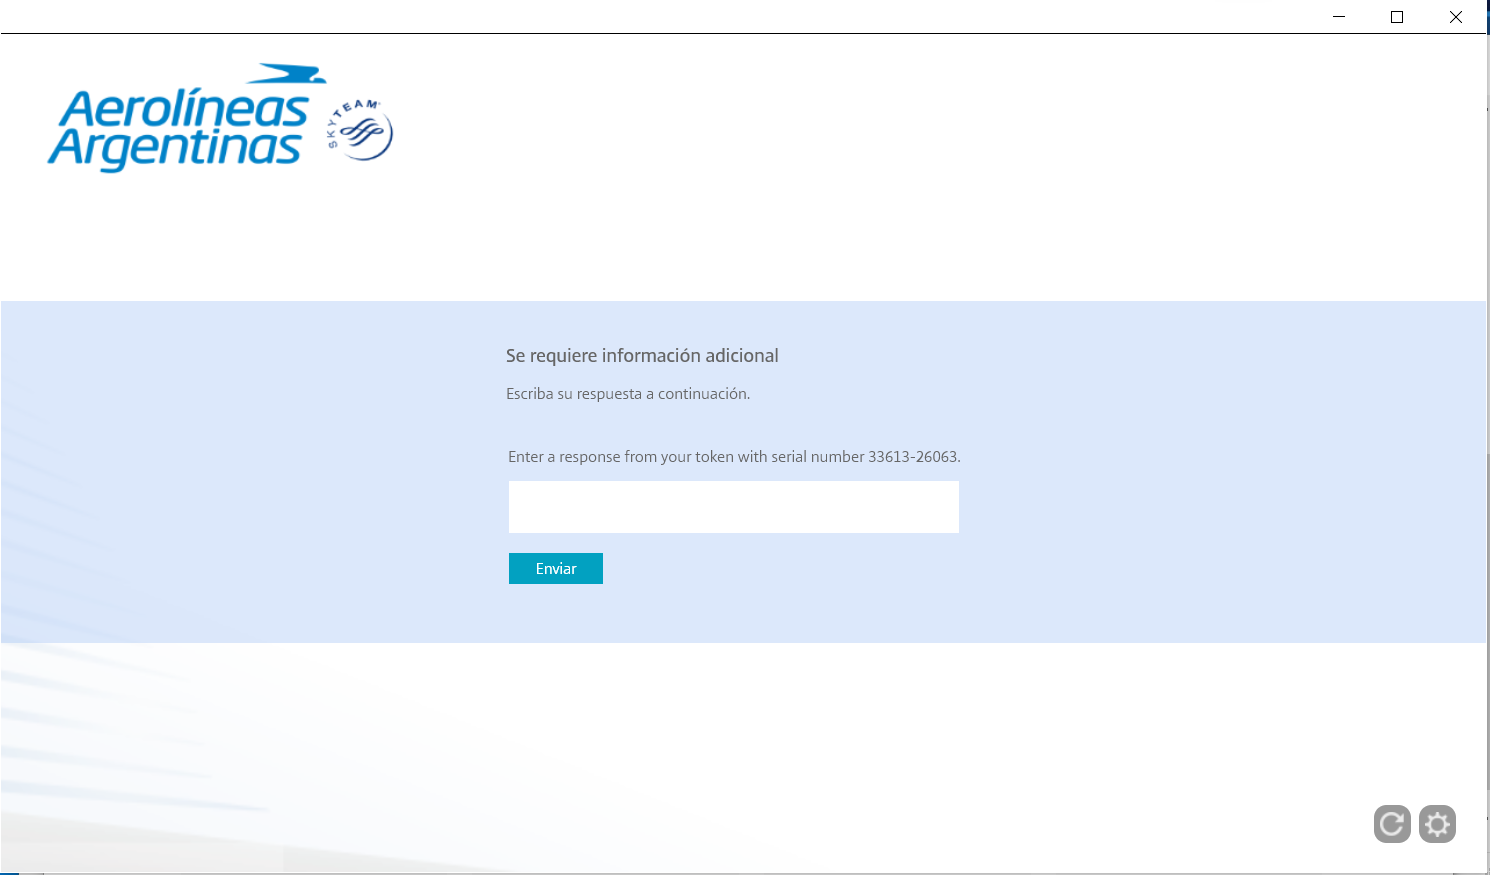 Aerolíneas
Argentinas
SKYTEAM
Se requiere información adicional
Escriba su respuesta a continuación.
Enter a response from your token with serial number 33613-26063.
Enviar